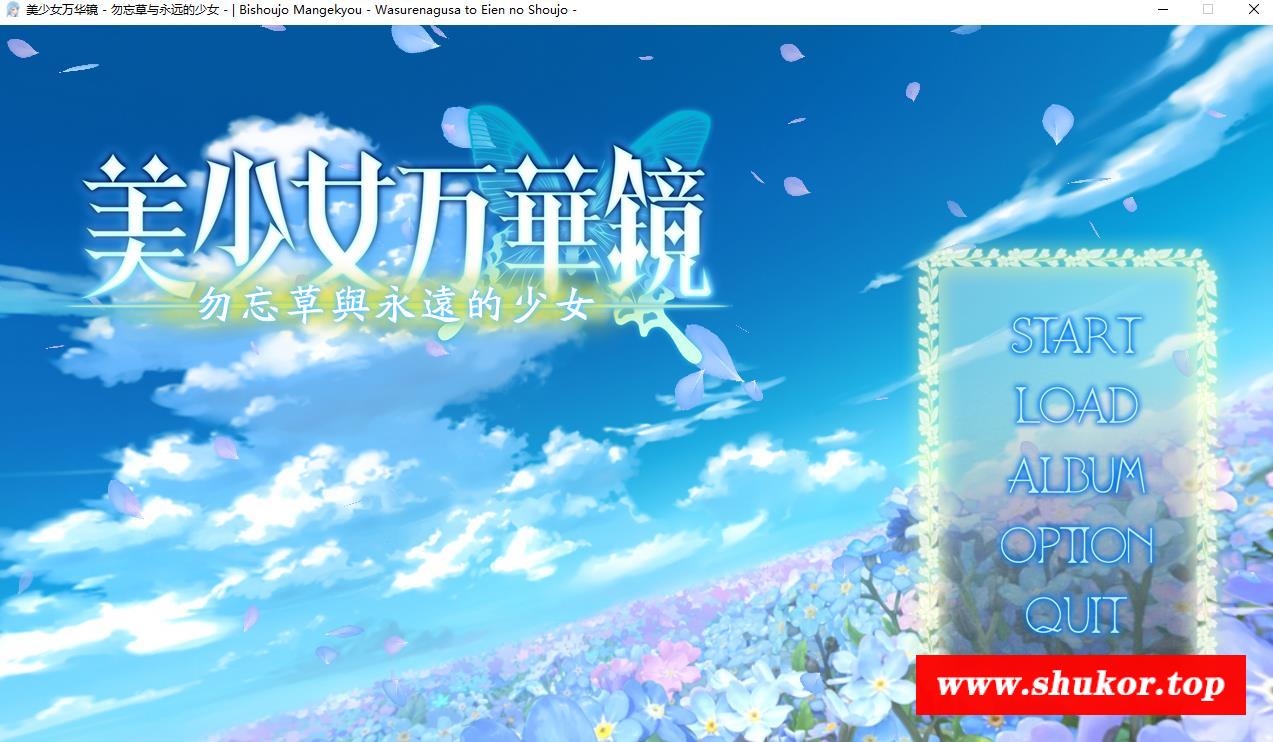 美少女万华镜 - 勿忘草与永远的少女 - | Bishoujo Mangekyou - Wasurenagusa to Eien no Shoujo -
美少女万華鏡
勿忘草與永遠的少女
START
LOAD
ALBUM
OPTION
QUIT
www.shukor.top